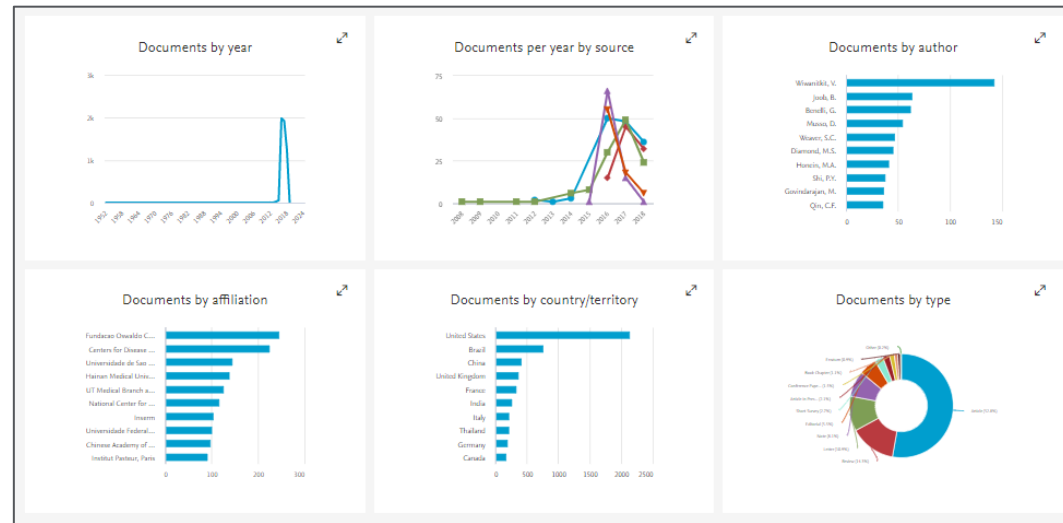 Documents by year
3k
2k
1k
0
1952
1958
1964
1970
1976
1982
1988
1994
2000
2006
2012
2018
2024
Documents per year by source
75
50
25
0
2008
2009
2010
2011
2012
2013
2014
2015
2016
2017
2018
Documents by author
Wiwanitkit, V.
Joob, B.
Benelli, G.
Musso, D.
Weaver, S.C.
Diamond, M.S.
Honein, M.A.
Shi, P.Y.
Govindarajan, M.
Qin, C.F.
0 50 100 150
Documents by affiliation
Fundacao Oswaldo C...
Centers for Disease ...
Universidade de Sao ...
Hainan Medical Univ...
UT Medical Branch a...
National Center for ...
Inserm
Universidade Federal...
Chinese Academy of ...
Institut Pasteur, Paris
0 100 200 300
Documents by country/territory
United States
Brazil
China
United Kingdom
France
India
Italy
Thailand
Germany
Canada
0 500 1000 1500 2000 2500
Documents by type